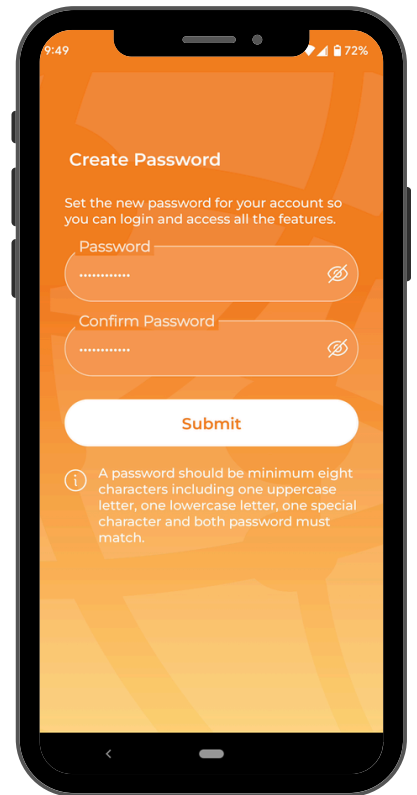 9:49 72%
Create Password
Set the new password for your account so
you can login and access all the features.
Password
••••••••••••
Confirm Password
••••••••••••
Submit
A password should be minimum eight
characters including one uppercase
letter, one lowercase letter, one special
character and both password must
match.